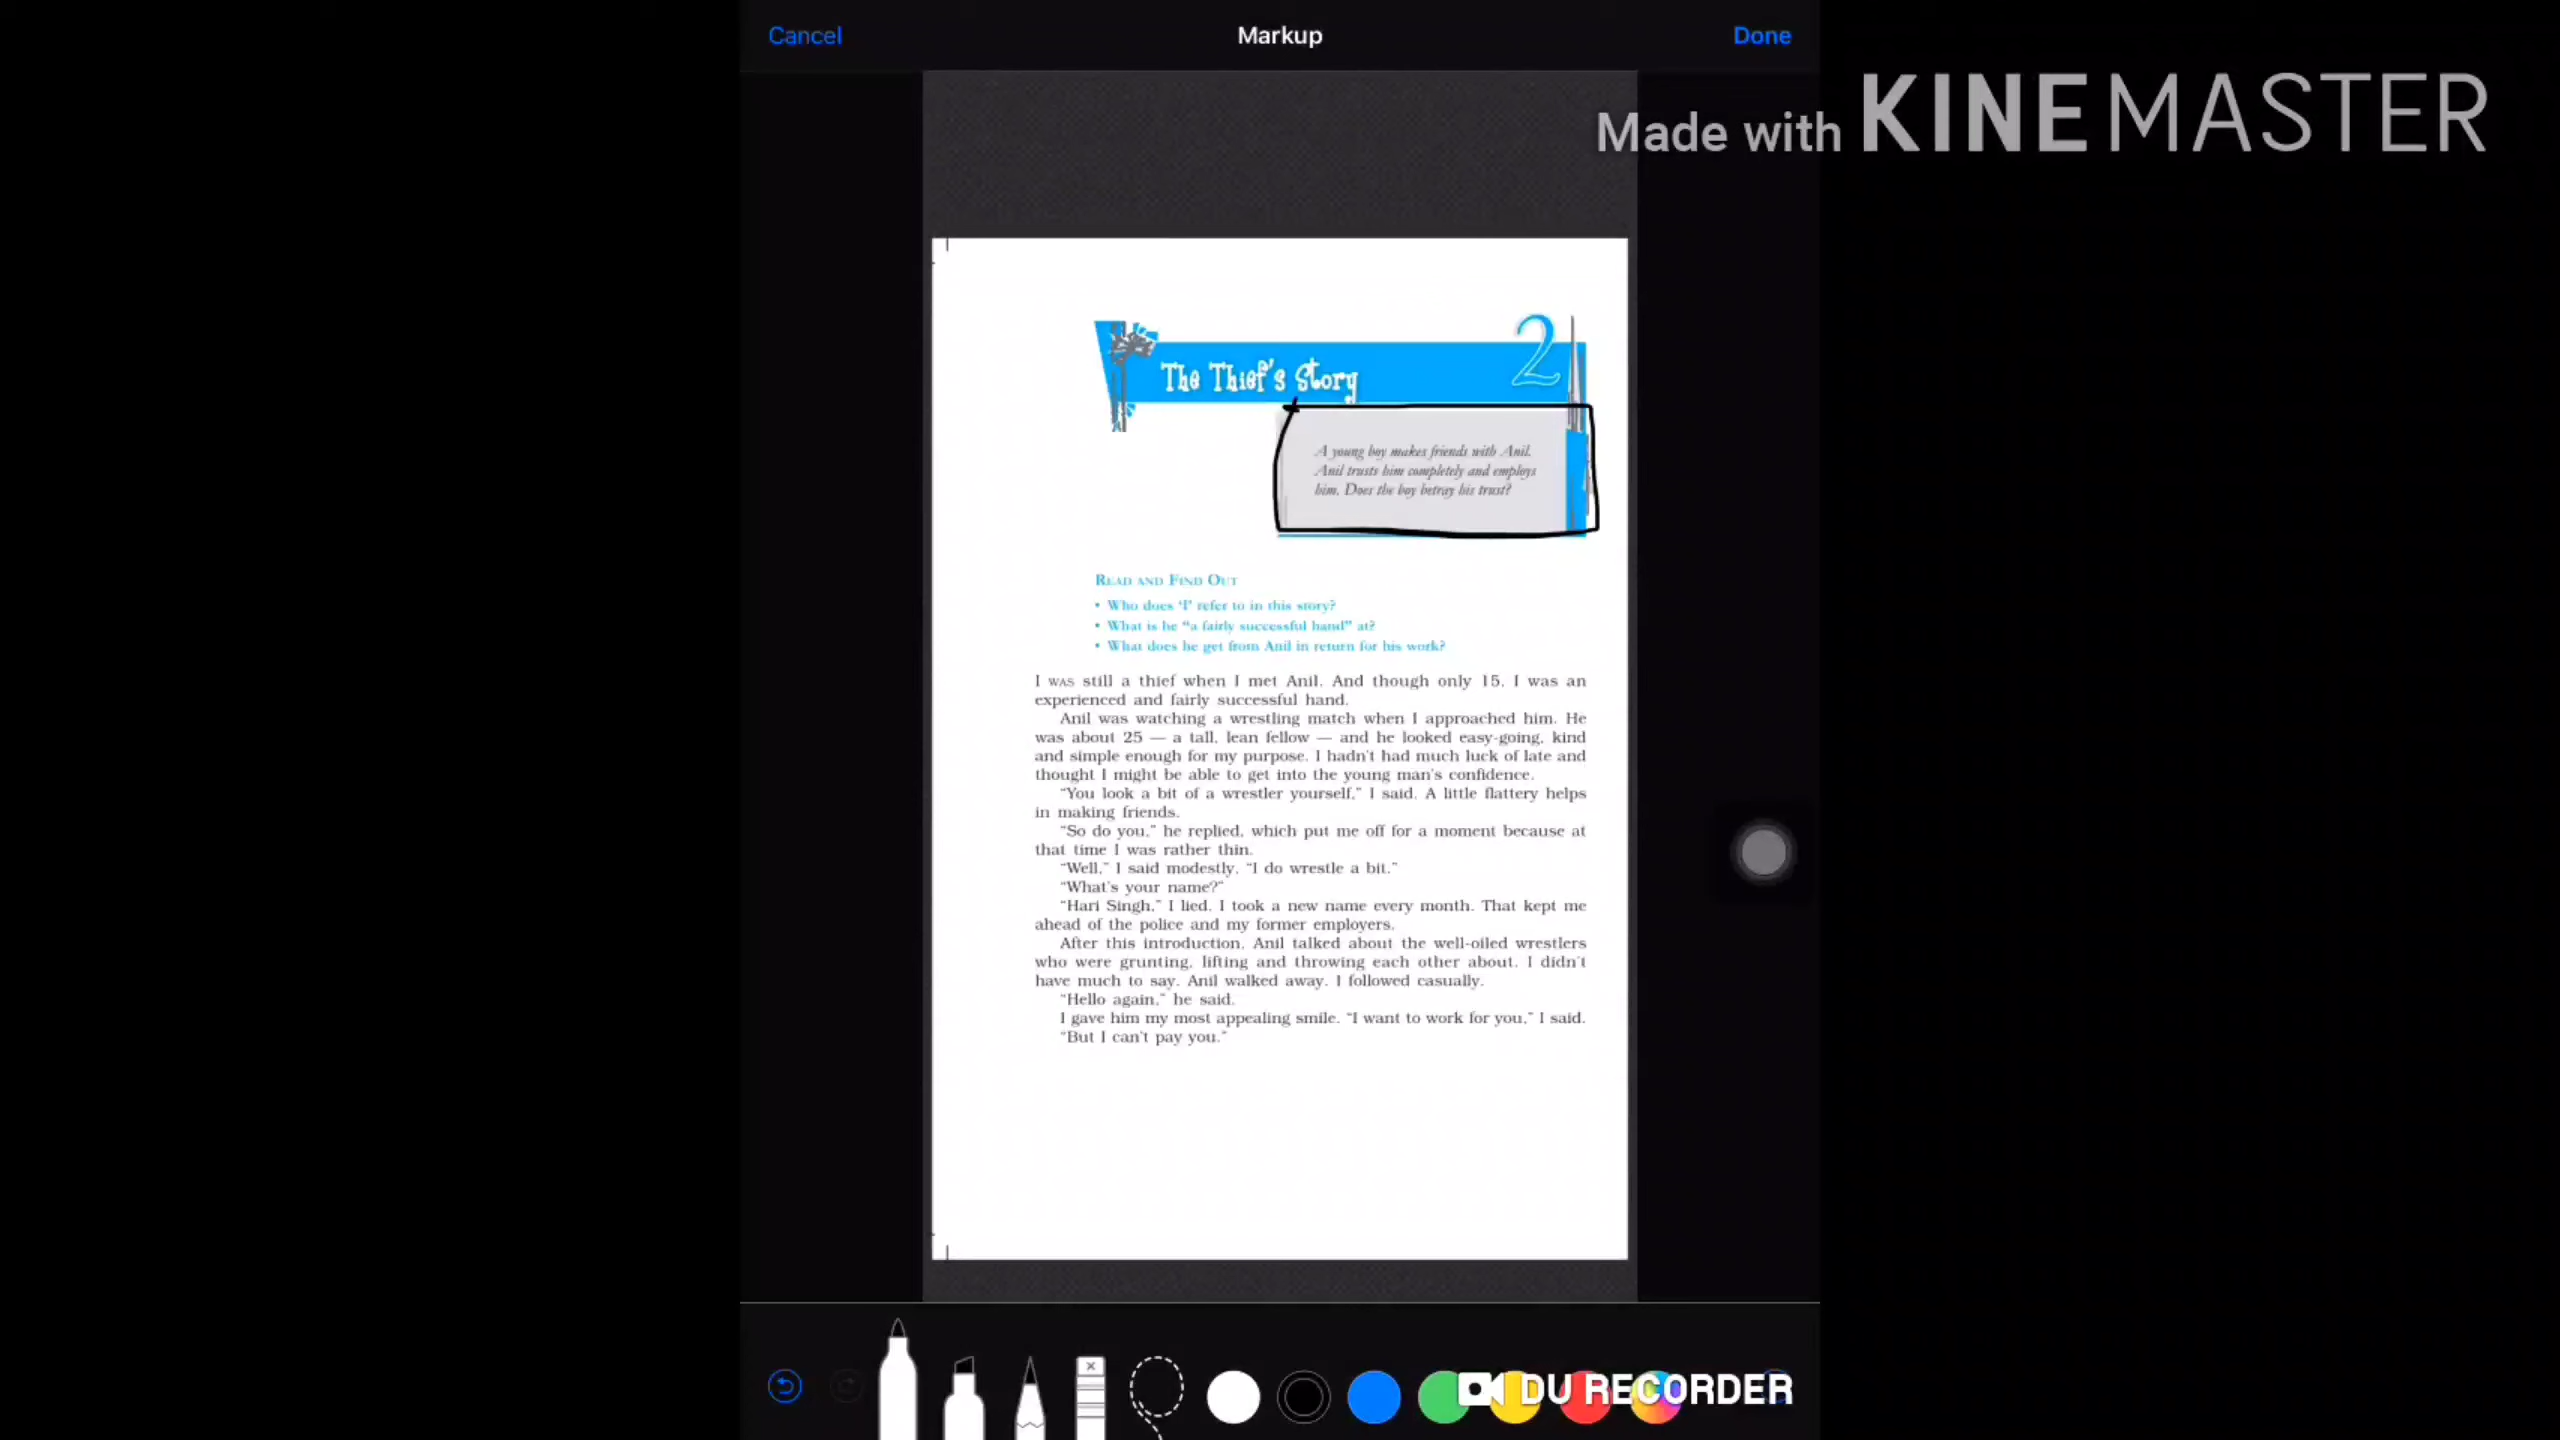 Cancel
Markup
Done
Made with KINEMASTER
2
The Thief's Story
A young boy makes friends with Anil.
Anil trusts him completely and employs
him. Does the boy betray his trust?
READ AND FIND OUT
• Who does ‘I’ refer to in this story?
• What is he “a fairly successful hand” at?
• What does he get from Anil in return for his work?
I WAS still a thief when I met Anil. And though only 15, I was an
experienced and fairly successful hand.
Anil was watching a wrestling match when I approached him. He
was about 25 — a tall, lean fellow — and he looked easy-going, kind
and simple enough for my purpose. I hadn't had much luck of late and
thought I might be able to get into the young man's confidence.
“You look a bit of a wrestler yourself,” I said. A little flattery helps
in making friends.
“So do you,” he replied, which put me off for a moment because at
that time I was rather thin.
“Well,” I said modestly, “I do wrestle a bit.”
“What's your name?”
“Hari Singh,” I lied. I took a new name every month. That kept me
ahead of the police and my former employers.
After this introduction, Anil talked about the well-oiled wrestlers
who were grunting, lifting and throwing each other about. I didn't
have much to say. Anil walked away. I followed casually.
“Hello again,” he said.
I gave him my most appealing smile. “I want to work for you,” I said.
“But I can't pay you.”
DU RECORDER